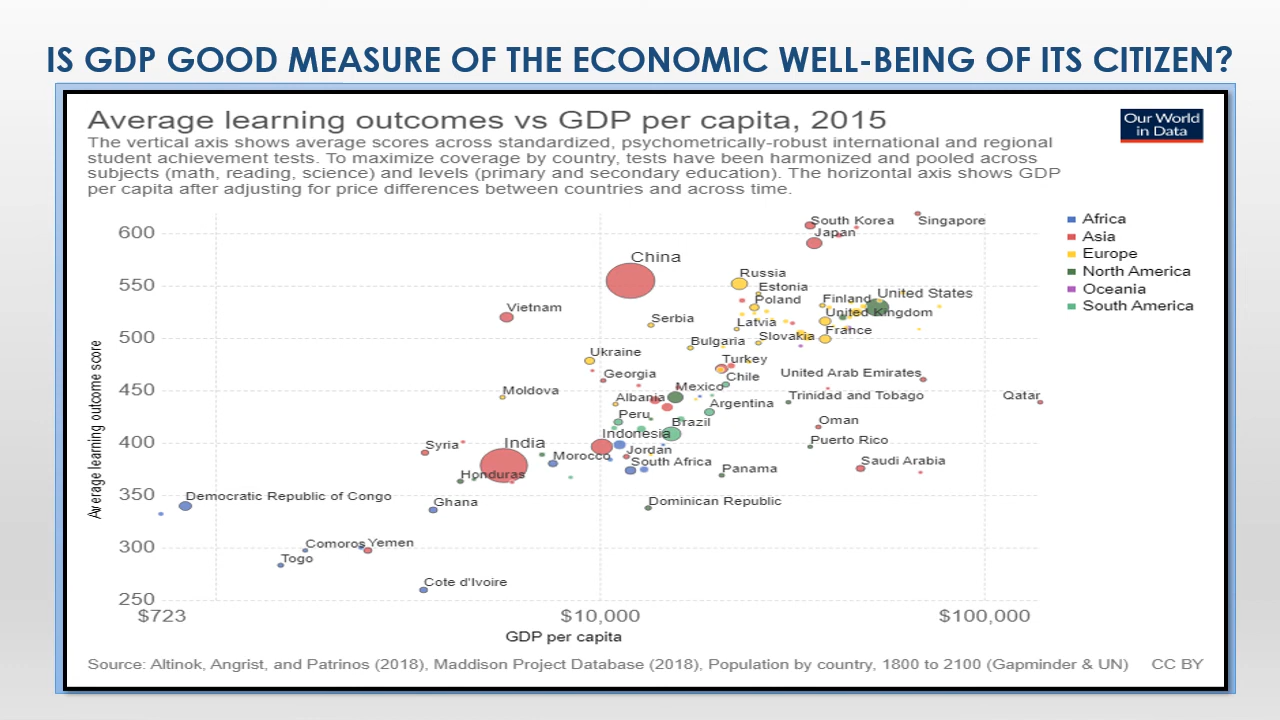 IS GDP GOOD MEASURE OF THE ECONOMIC WELL-BEING OF ITS CITIZEN?
Average learning outcomes vs GDP per capita, 2015
Our World
in Data
The vertical axis shows average scores across standardized, psychometrically-robust international and regional
student achievement tests. To maximize coverage by country, tests have been harmonized and pooled across
subjects (math, reading, science) and levels (primary and secondary education). The horizontal axis shows GDP
per capita after adjusting for price differences between countries and across time.
Africa
Asia
Europe
North America
Oceania
South America
Average learning outcome score
600
550
500
450
400
350
300
250
South Korea
Singapore
Japan
China
Russia
Estonia
Poland
Finland
United States
United Kingdom
Vietnam
Serbia
Latvia
France
Bulgaria
Slovakia
Ukraine
Turkey
Georgia
Chile
United Arab Emirates
Moldova
Mexico
Albania
Argentina
Trinidad and Tobago
Qatar
Peru
Brazil
Oman
Indonesia
Puerto Rico
Syria
India
Jordan
Morocco
South Africa
Saudi Arabia
Panama
Honduras
Democratic Republic of Congo
Ghana
Dominican Republic
Comoros
Yemen
Togo
Cote d'Ivoire
$723
$10,000
$100,000
GDP per capita
Source: Altinok, Angrist, and Patrinos (2018), Maddison Project Database (2018), Population by country, 1800 to 2100 (Gapminder & UN)
CC BY